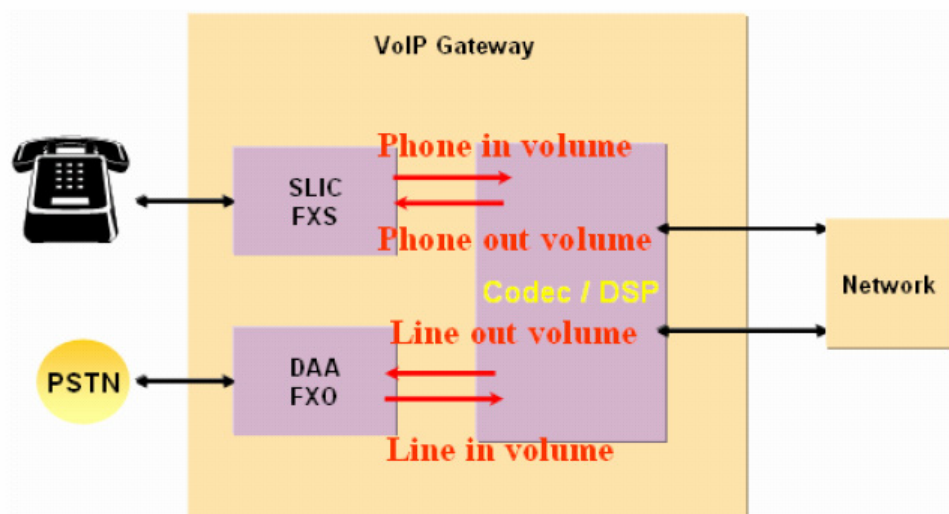 VoIP Gateway
Phone in volume
SLIC
FXS
Phone out volume
Codec / DSP
Network
Line out volume
PSTN
DAA
FXO
Line in volume